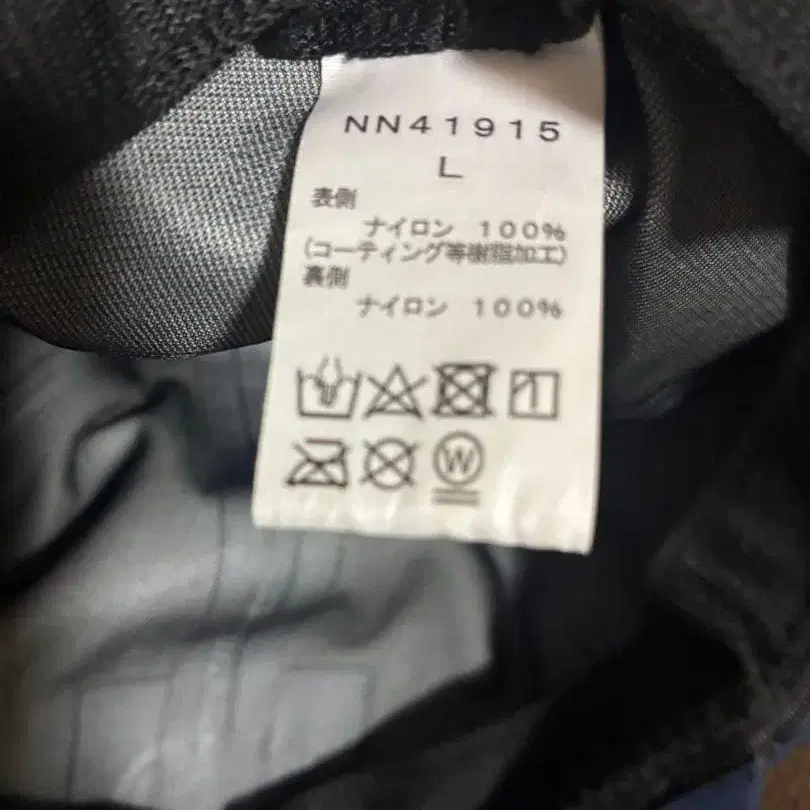 NN41915
L
表側
ナイロン 100%
(コーティング等樹脂加工)
裏側
ナイロン 100%
W